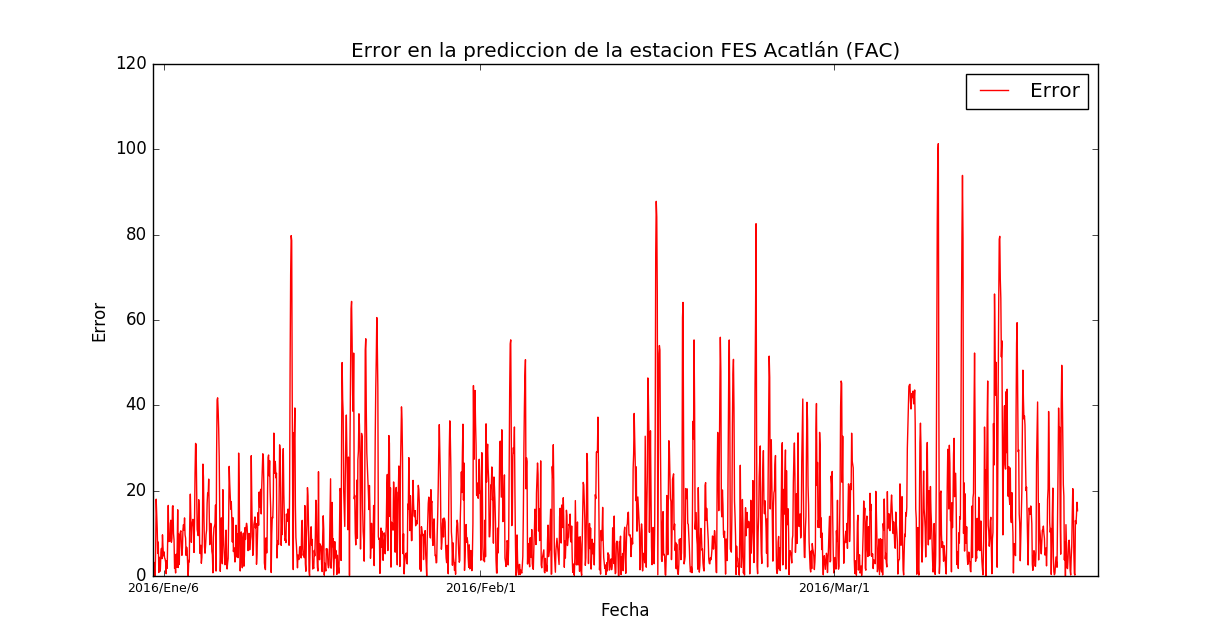 Error en la prediccion de la estacion FES Acatlán (FAC)
120
100
80
60
40
20
0
Error
Error
2016/Ene/6
2016/Feb/1
2016/Mar/1
Fecha